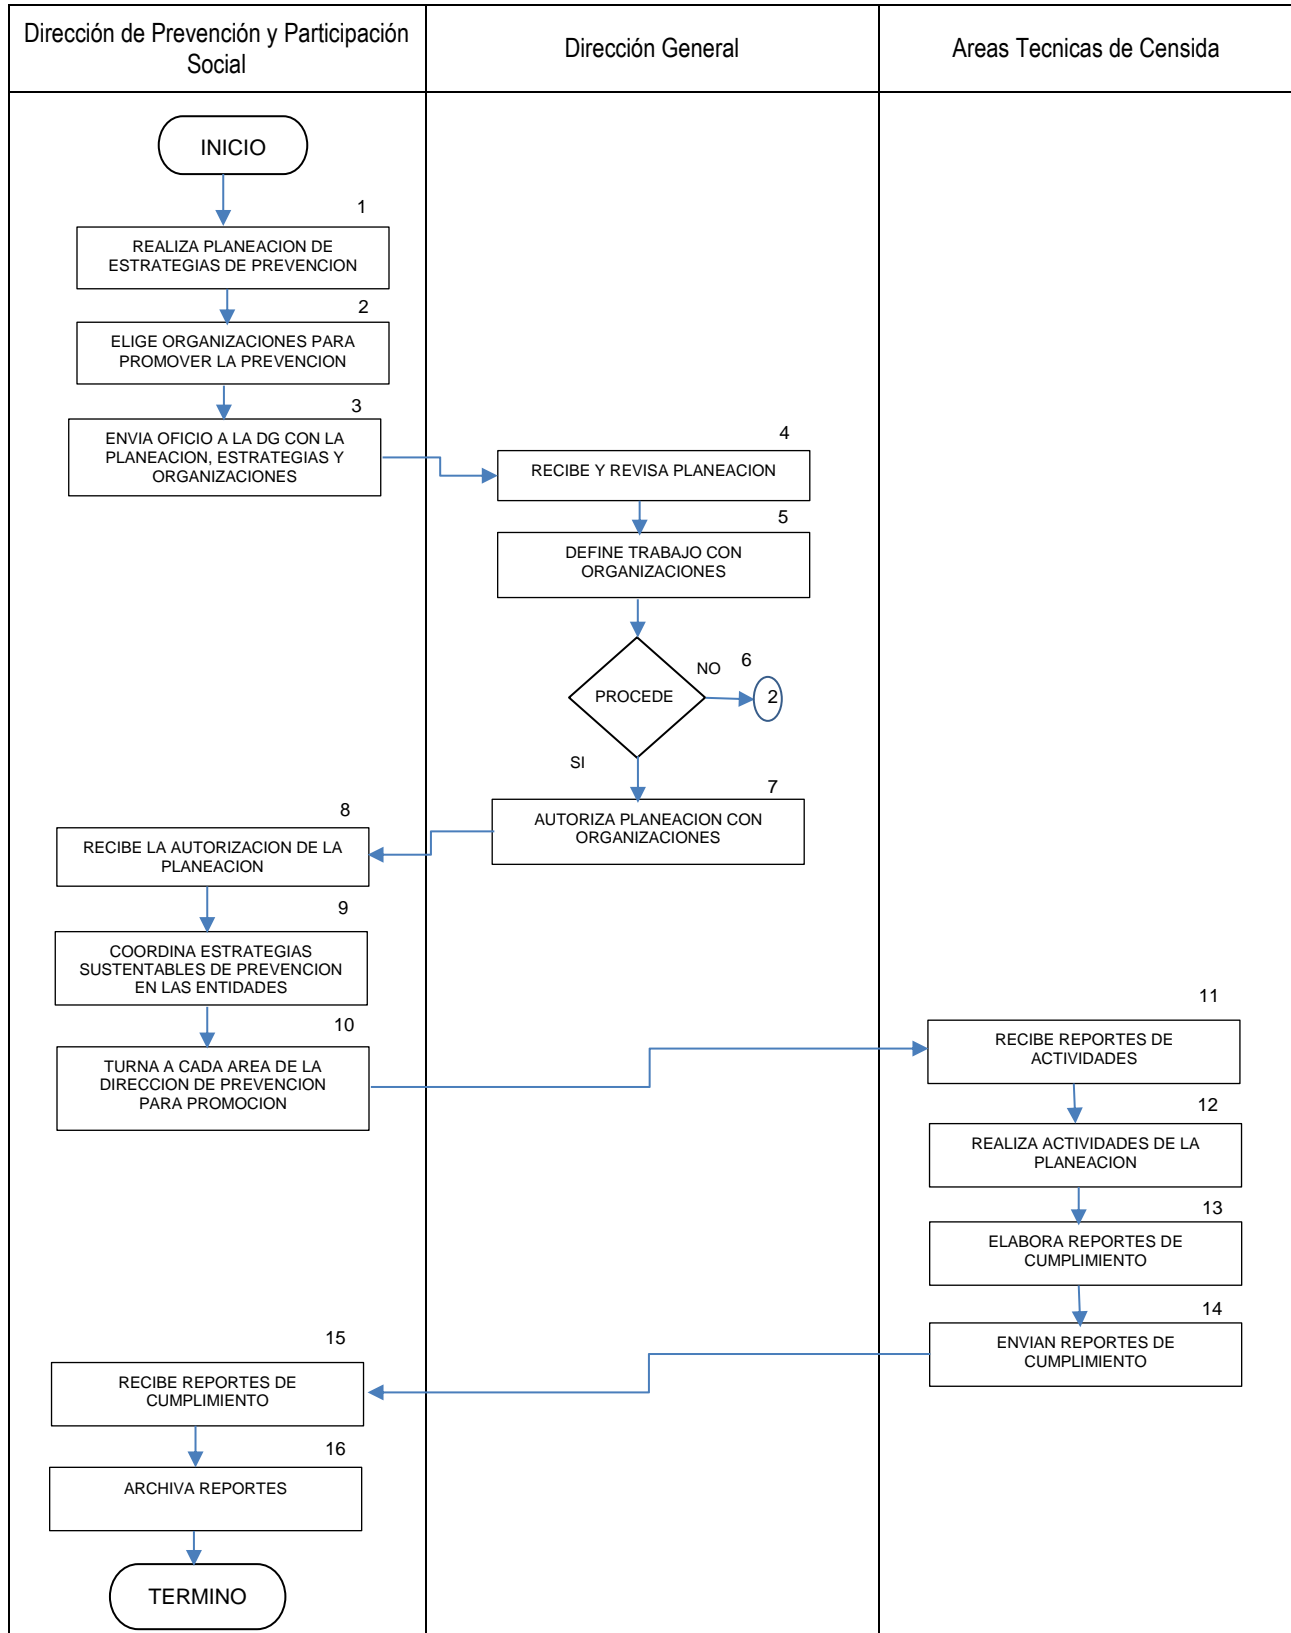 Dirección de Prevención y Participación
Social
Dirección General
Areas Tecnicas de Censida
INICIO
1
REALIZA PLANEACION DE
ESTRATEGIAS DE PREVENCION
2
ELIGE ORGANIZACIONES PARA
PROMOVER LA PREVENCION
3
ENVIA OFICIO A LA DG CON LA
PLANEACION, ESTRATEGIAS Y
ORGANIZACIONES
4
RECIBE Y REVISA PLANEACION
5
DEFINE TRABAJO CON
ORGANIZACIONES
PROCEDE
NO
6
2
SI
7
AUTORIZA PLANEACION CON
ORGANIZACIONES
8
RECIBE LA AUTORIZACION DE LA
PLANEACION
9
COORDINA ESTRATEGIAS
SUSTENTABLES DE PREVENCION
EN LAS ENTIDADES
10
TURNA A CADA AREA DE LA
DIRECCION DE PREVENCION
PARA PROMOCION
11
RECIBE REPORTES DE
ACTIVIDADES
12
REALIZA ACTIVIDADES DE LA
PLANEACION
13
ELABORA REPORTES DE
CUMPLIMIENTO
14
ENVIAN REPORTES DE
CUMPLIMIENTO
15
RECIBE REPORTES DE
CUMPLIMIENTO
16
ARCHIVA REPORTES
TERMINO